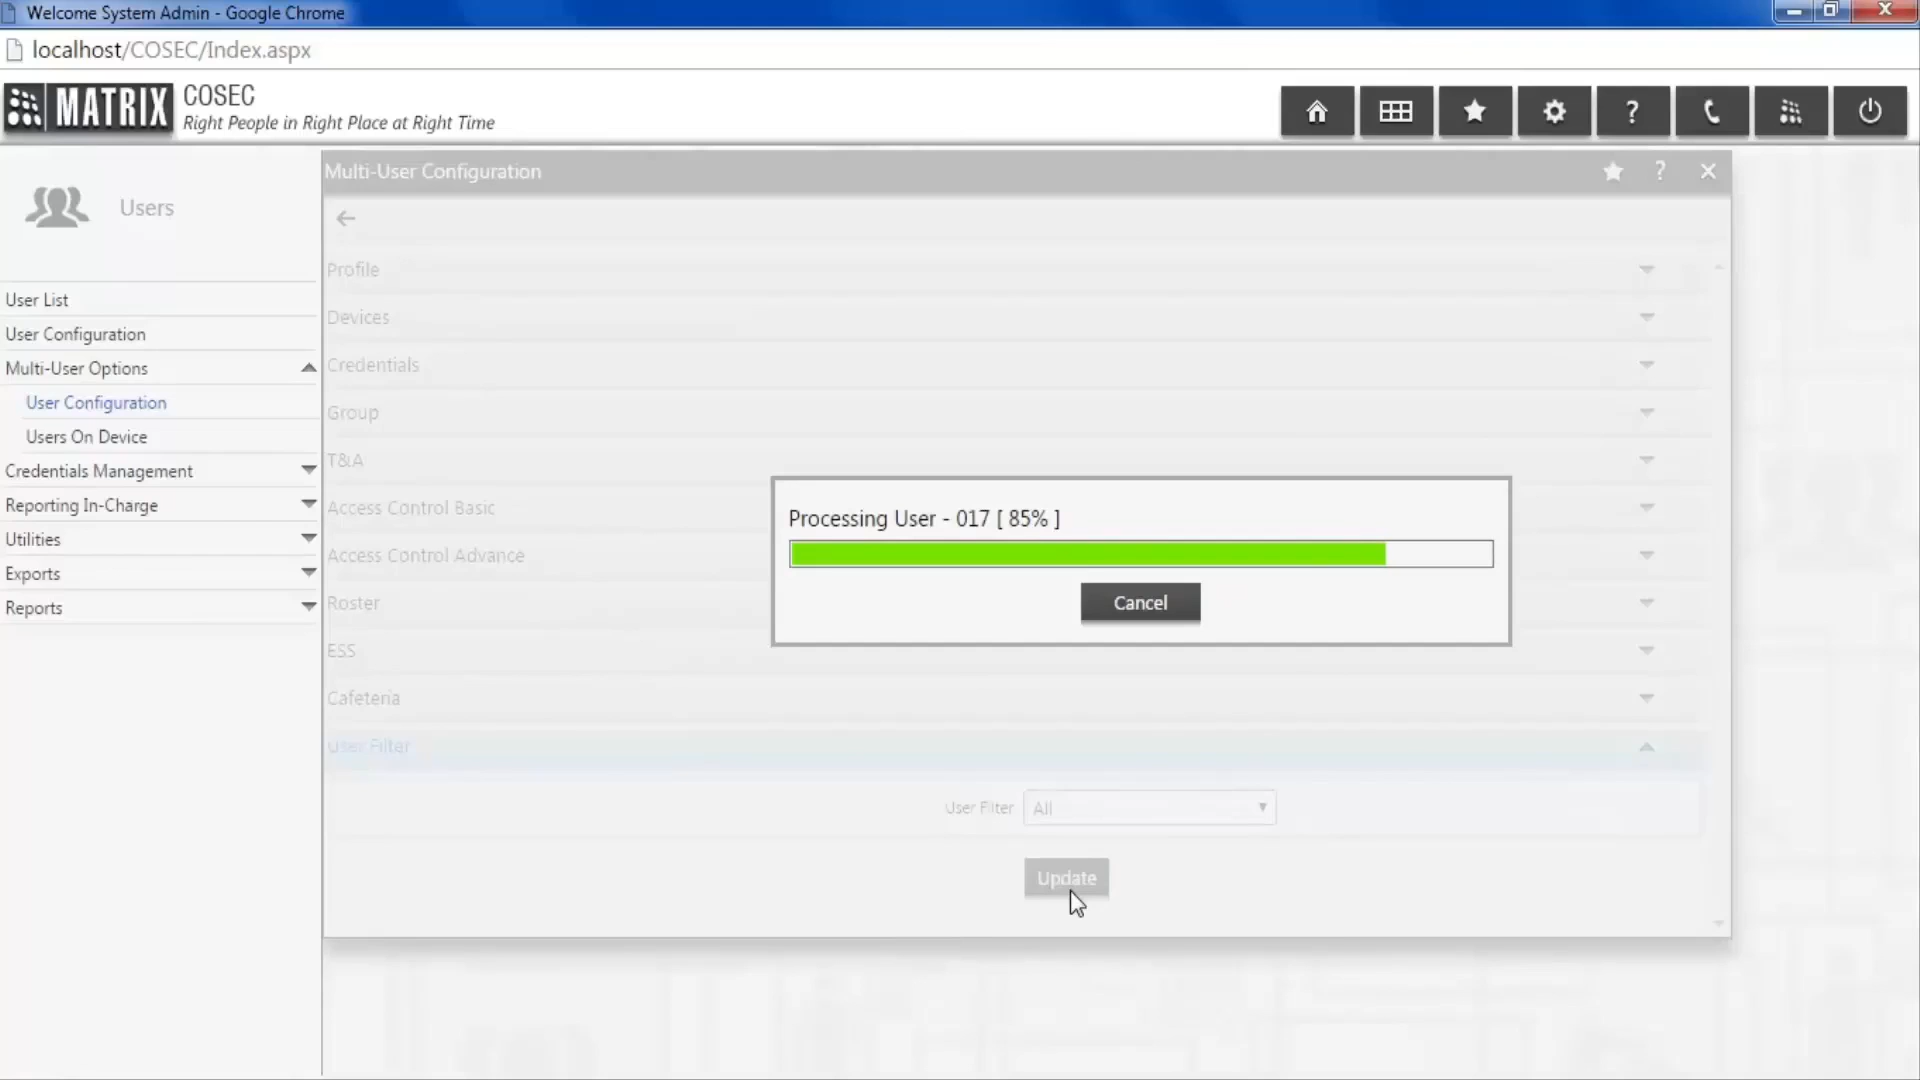 Welcome System Admin - Google Chrome
localhost/COSEC/Index.aspx
MATRIX
COSEC
Right People in Right Place at Right Time
?
Users
User List
User Configuration
Multi-User Options
User Configuration
Users On Device
Credentials Management
Reporting In-Charge
Utilities
Exports
Reports
Multi-User Configuration
?
Profile
Devices
Credentials
Group
T&A
Access Control Basic
Access Control Advance
Roster
ESS
Cafeteria
User Filter
User Filter All
Update
Processing User - 017 [ 85% ]
Cancel